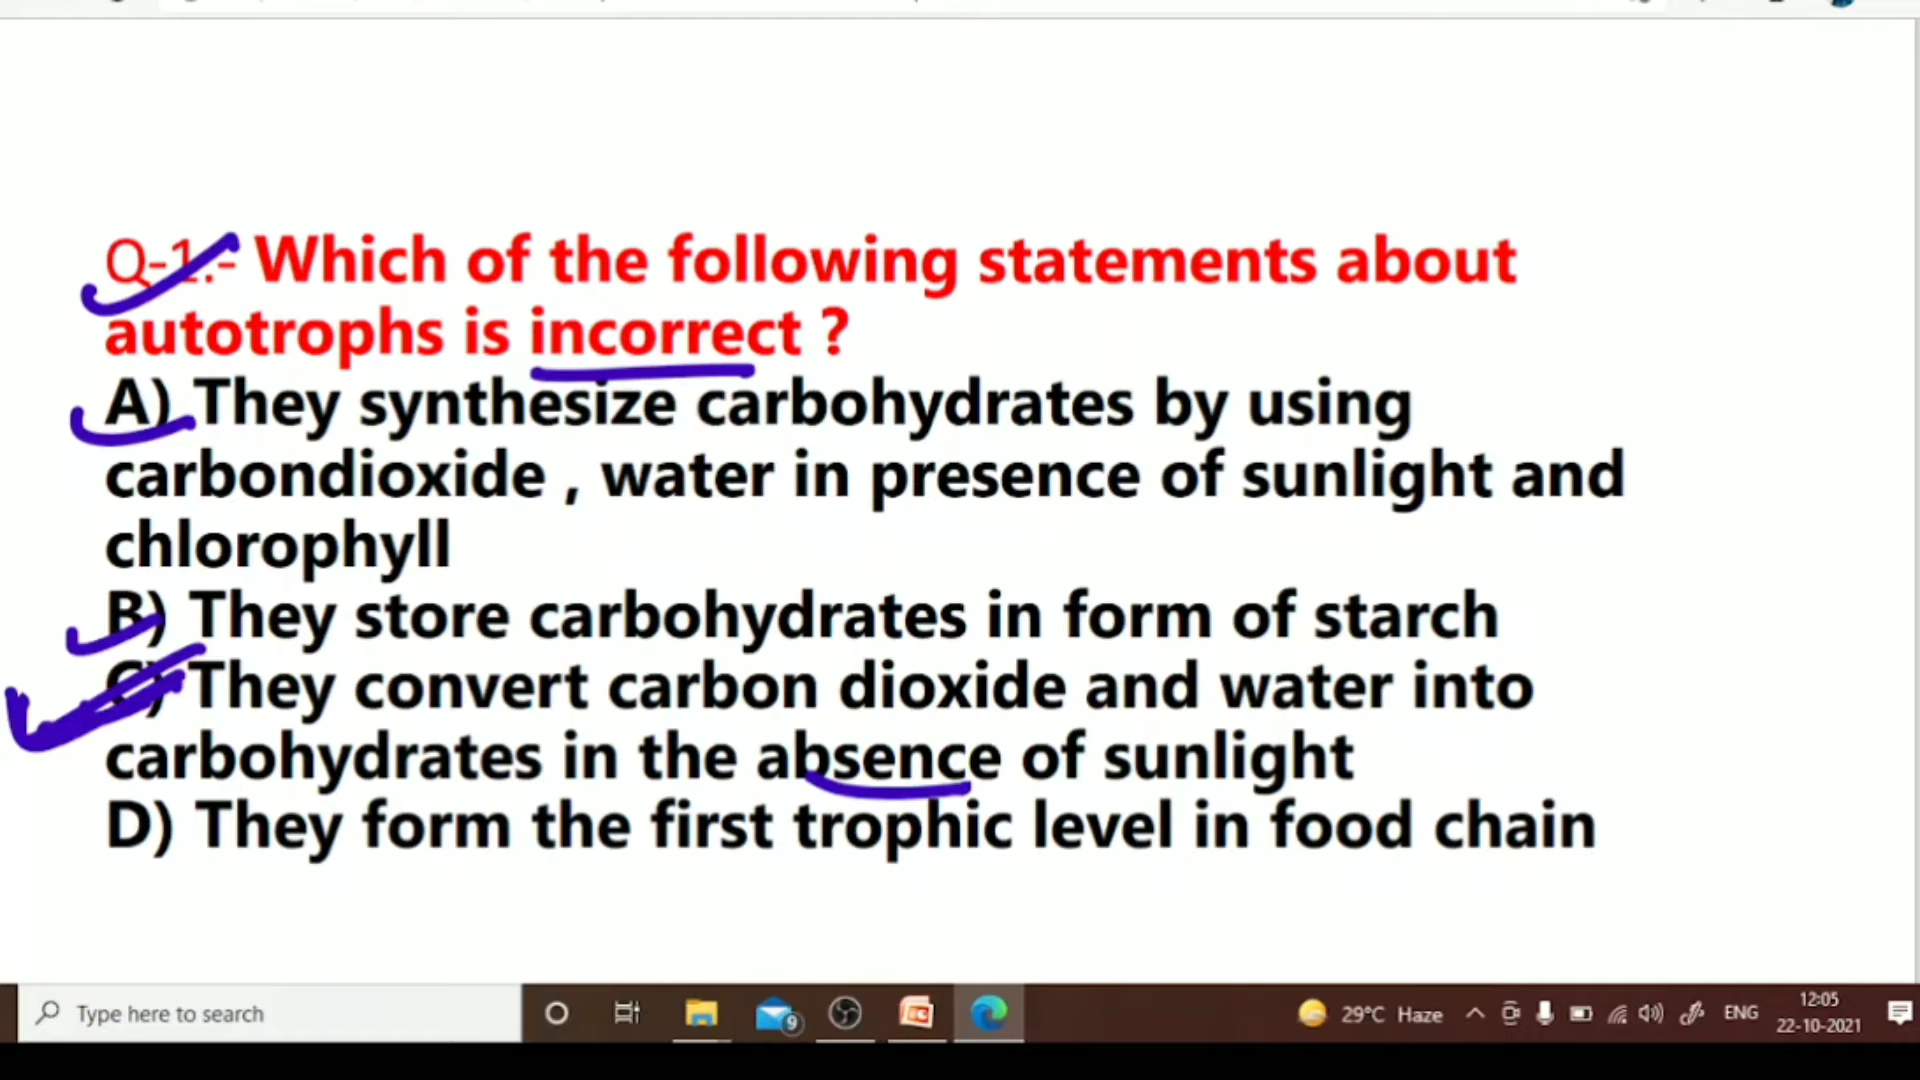 Q-1.- Which of the following statements about
autotrophs is incorrect ?
A) They synthesize carbohydrates by using
carbondioxide , water in presence of sunlight and
chlorophyll
B) They store carbohydrates in form of starch
C) They convert carbon dioxide and water into
carbohydrates in the absence of sunlight
D) They form the first trophic level in food chain
Type here to search
9
29°C Haze
ENG
12:05
22-10-2021